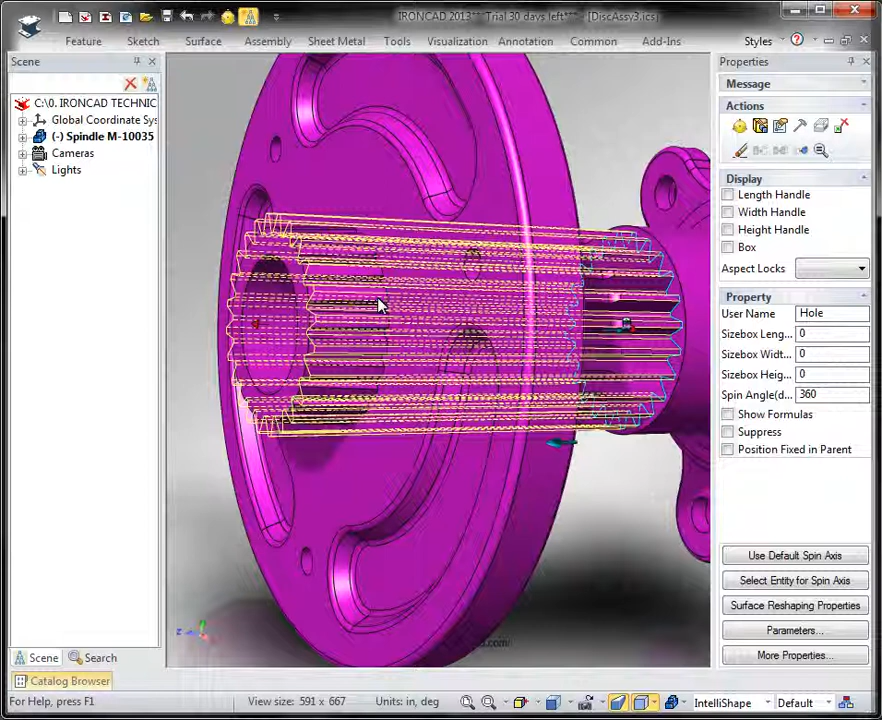 IRONCAD 2013*** Trial 30 days left*** - [DiscAssv3.ics]
Feature Sketch Surface Assembly Sheet Metal Tools Visualization Annotation Common Add-Ins Styles
Scene
C:\0. IRONCAD TECHNIC
Global Coordinate Sys
(-) Spindle M-10035
Cameras
Lights
Scene Search
Catalog Browser
Properties
Message
Actions
Display
Length Handle
Width Handle
Height Handle
Box
Aspect Locks
Property
User Name Hole
Sizebox Leng... 0
Sizebox Widt... 0
Sizebox Heig... 0
Spin Angle(d... 360
Show Formulas
Suppress
Position Fixed in Parent
Use Default Spin Axis
Select Entity for Spin Axis
Surface Reshaping Properties
Parameters...
More Properties...
For Help, press F1 View size: 591 x 667 Units: in, deg IntelliShape Default